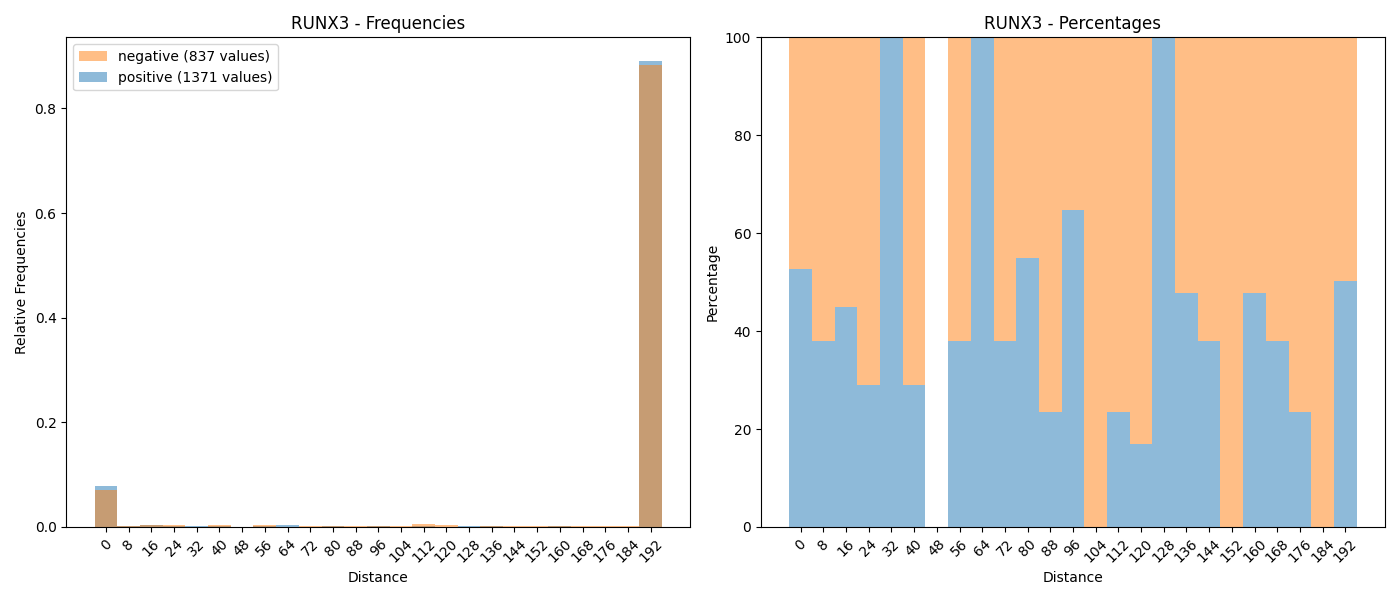 RUNX3 - Frequencies
negative (837 values)
positive (1371 values)
Relative Frequencies
0.8
0.6
0.4
0.2
0.0
0 8 16 24 32 40 48 56 64 72 80 88 96 104 112 120 128 136 144 152 160 168 176 184 192
Distance
RUNX3 - Percentages
Percentage
100
80
60
40
20
0
0 8 16 24 32 40 48 56 64 72 80 88 96 104 112 120 128 136 144 152 160 168 176 184 192
Distance